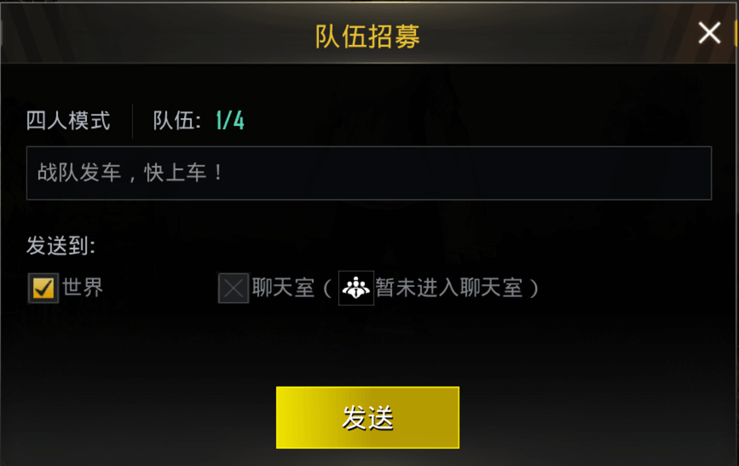 队伍招募
四人模式 队伍: 1/4
战队发车，快上车！
发送到:
世界 聊天室（暂未进入聊天室）
发送